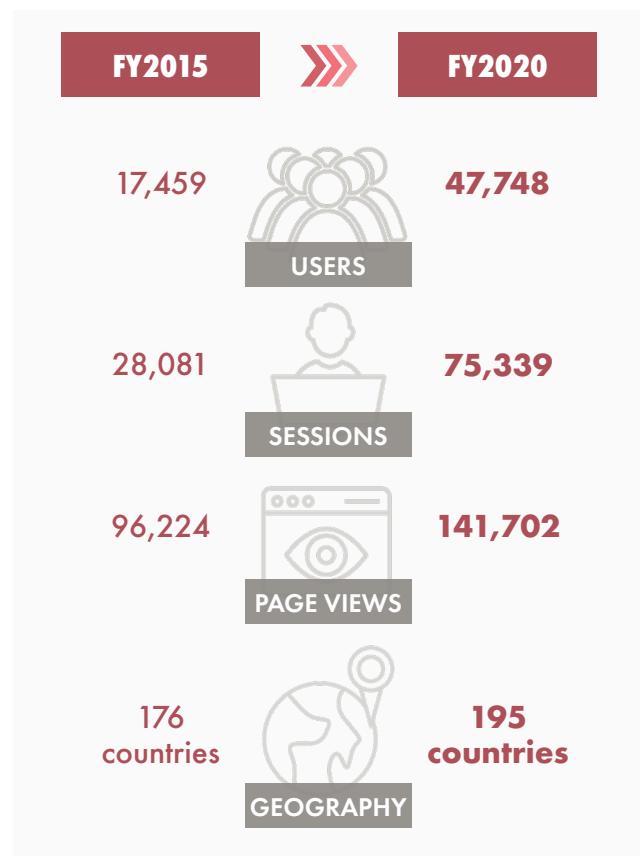 FY2015
FY2020
17,459
47,748
USERS
28,081
75,339
SESSIONS
96,224
141,702
PAGE VIEWS
176
countries
195
countries
GEOGRAPHY